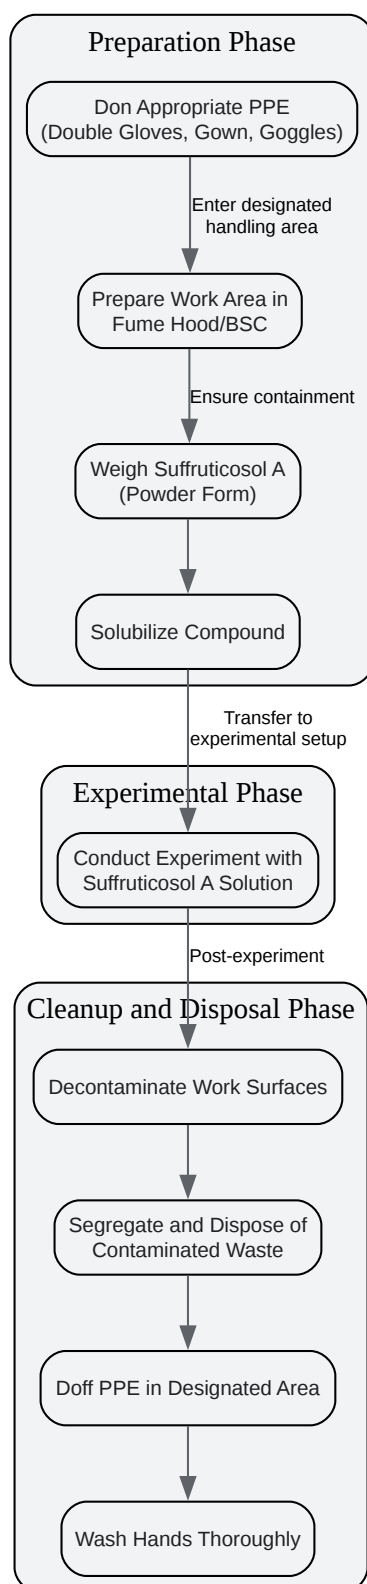 Preparation Phase
Don Appropriate PPE
(Double Gloves, Gown, Goggles)
Enter designated
handling area
Prepare Work Area in
Fume Hood/BSC
Ensure containment
Weigh Suffruticosol A
(Powder Form)
Solubilize Compound
Transfer to
experimental setup
Experimental Phase
Conduct Experiment with
Suffruticosol A Solution
Post-experiment
Cleanup and Disposal Phase
Decontaminate Work Surfaces
Segregate and Dispose of
Contaminated Waste
Doff PPE in Designated Area
Wash Hands Thoroughly